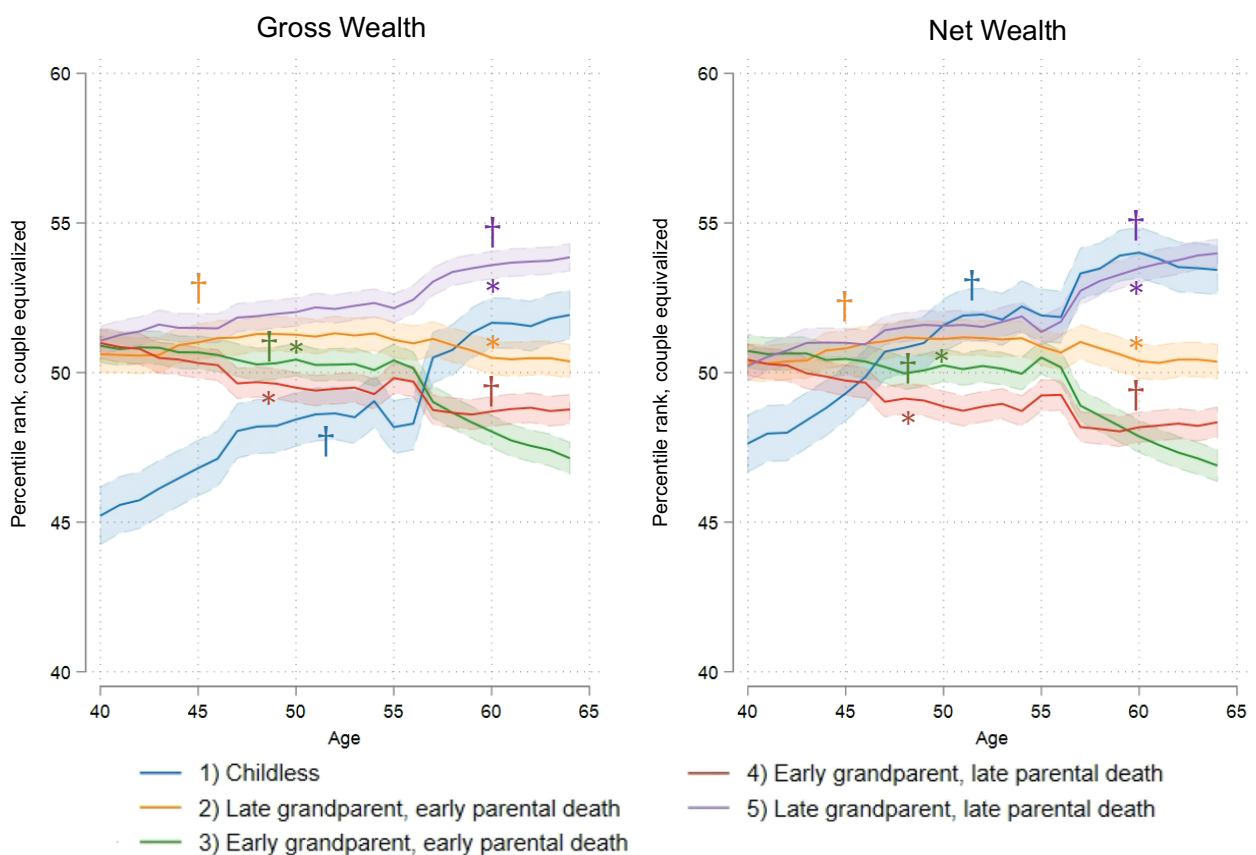 Gross Wealth
Net Wealth
Percentile rank, couple equivalized
60
55
50
45
40
40 45 50 55 60 65
Age
Percentile rank, couple equivalized
60
55
50
45
40
40 45 50 55 60 65
Age
† † * † * † * * * †
† † † * * † * * * †
1) Childless
2) Late grandparent, early parental death
3) Early grandparent, early parental death
4) Early grandparent, late parental death
5) Late grandparent, late parental death